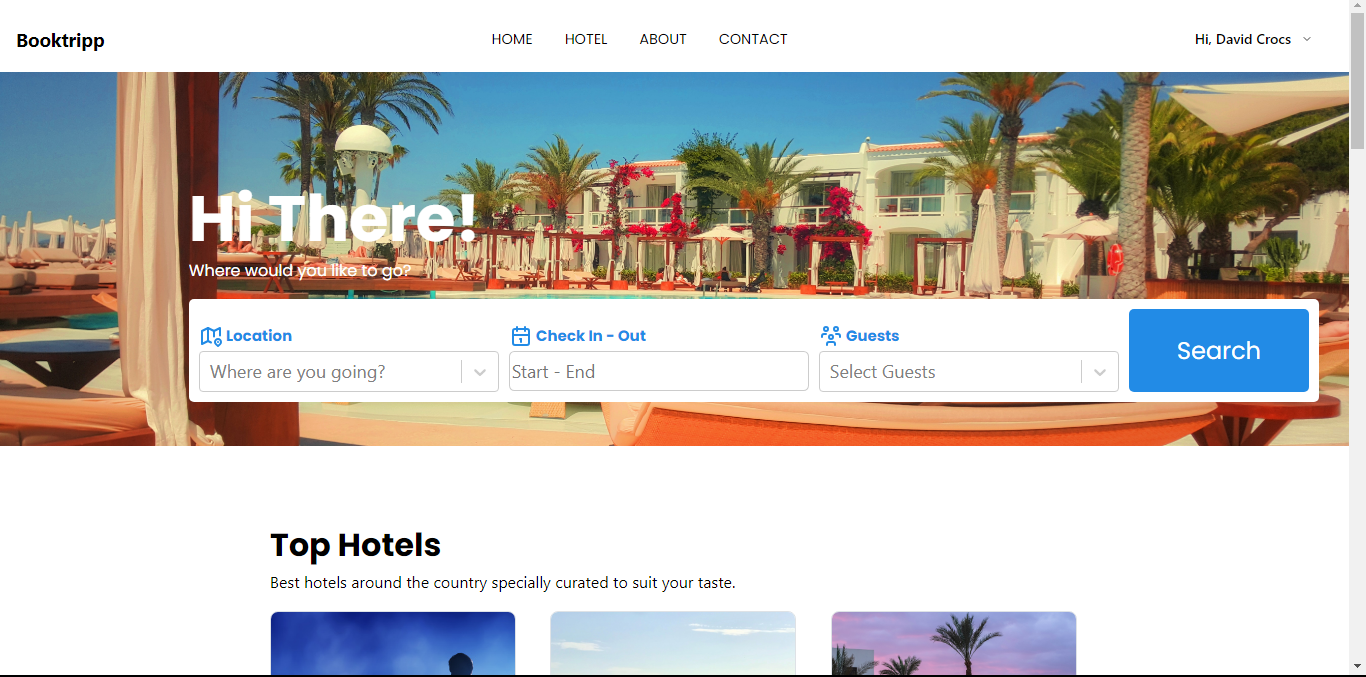 Booktripp
HOME HOTEL ABOUT CONTACT
Hi, David Crocs
Hi There!
Where would you like to go?
Location
Where are you going?
Check In - Out
Start - End
Guests
Select Guests
Search
Top Hotels
Best hotels around the country specially curated to suit your taste.